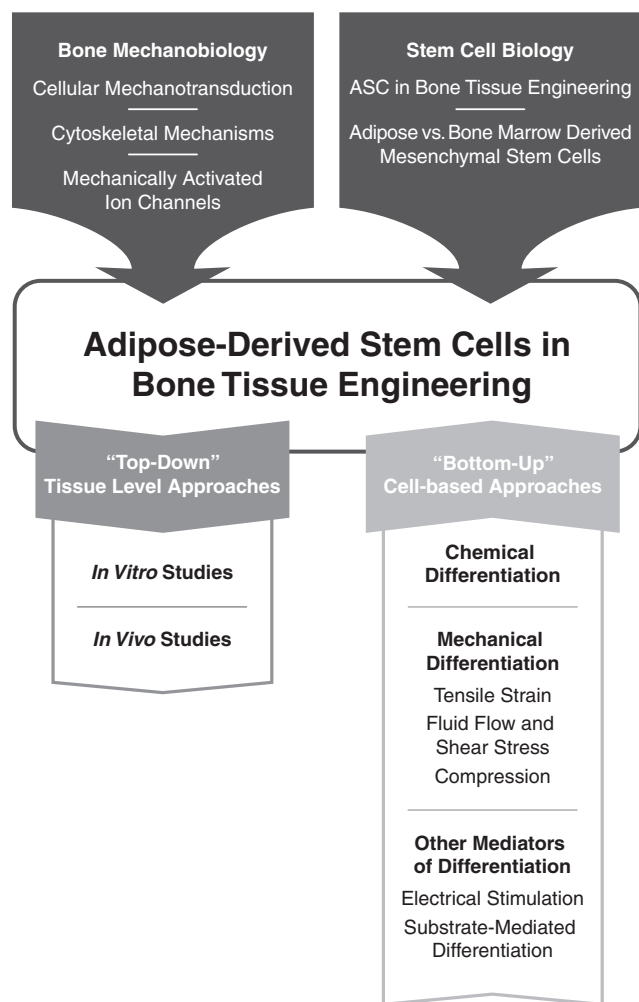 Bone Mechanobiology
Cellular Mechanotransduction
Cytoskeletal Mechanisms
Mechanically Activated
Ion Channels
Stem Cell Biology
ASC in Bone Tissue Engineering
Adipose vs. Bone Marrow Derived
Mesenchymal Stem Cells
Adipose-Derived Stem Cells in
Bone Tissue Engineering
“Top-Down”
Tissue Level Approaches
In Vitro Studies
In Vivo Studies
“Bottom-Up”
Cell-based Approaches
Chemical
Differentiation
Mechanical
Differentiation
Tensile Strain
Fluid Flow and
Shear Stress
Compression
Other Mediators
of Differentiation
Electrical Stimulation
Substrate-Mediated
Differentiation